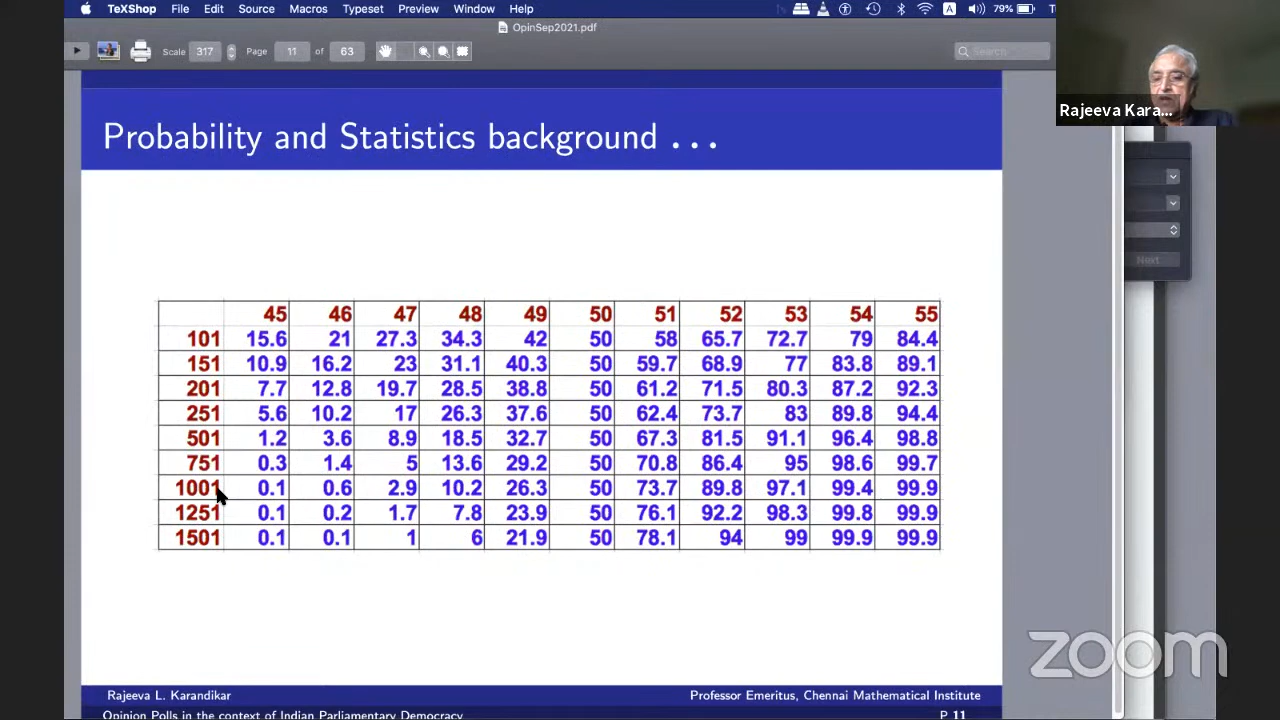 TeXShop File Edit Source Macros Typeset Preview Window Help A 79%
OpinSep2021.pdf
Scale 317 Page 11 of 63 Search
Rajeeva Kara...
Next
Probability and Statistics background ...
45 46 47 48 49 50 51 52 53 54 55
101 15.6 21 27.3 34.3 42 50 58 65.7 72.7 79 84.4
151 10.9 16.2 23 31.1 40.3 50 59.7 68.9 77 83.8 89.1
201 7.7 12.8 19.7 28.5 38.8 50 61.2 71.5 80.3 87.2 92.3
251 5.6 10.2 17 26.3 37.6 50 62.4 73.7 83 89.8 94.4
501 1.2 3.6 8.9 18.5 32.7 50 67.3 81.5 91.1 96.4 98.8
751 0.3 1.4 5 13.6 29.2 50 70.8 86.4 95 98.6 99.7
1001 0.1 0.6 2.9 10.2 26.3 50 73.7 89.8 97.1 99.4 99.9
1251 0.1 0.2 1.7 7.8 23.9 50 76.1 92.2 98.3 99.8 99.9
1501 0.1 0.1 1 6 21.9 50 78.1 94 99 99.9 99.9
zoom
Rajeeva L. Karandikar Professor Emeritus, Chennai Mathematical Institute
Opinion Polls in the context of Indian Parliamentary Democracy P 11